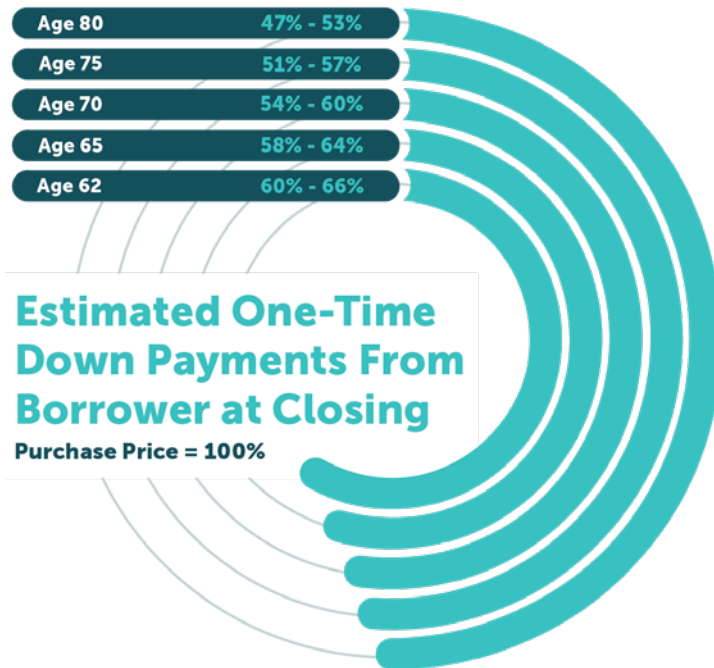 Age 80 47% - 53%
Age 75 51% - 57%
Age 70 54% - 60%
Age 65 58% - 64%
Age 62 60% - 66%
Estimated One-Time
Down Payments From
Borrower at Closing
Purchase Price = 100%